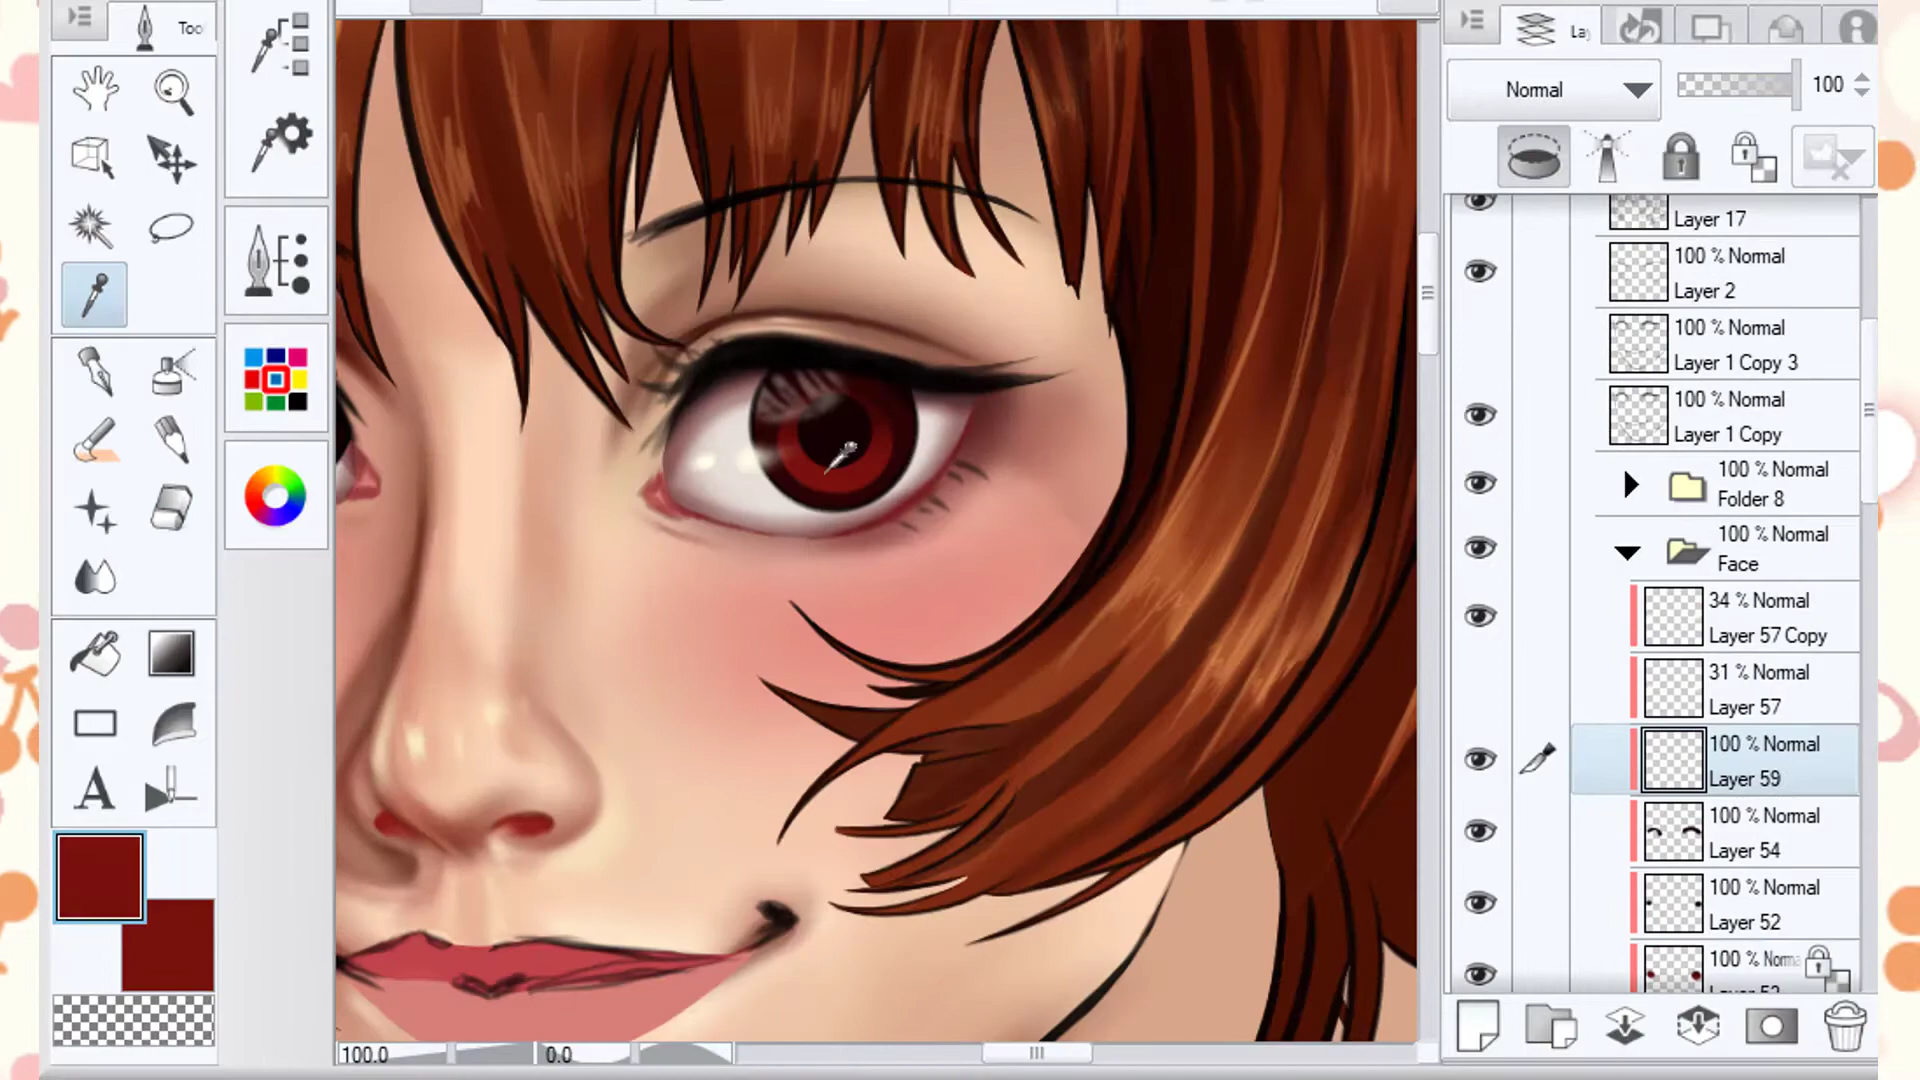 Too
La
Normal
100
Layer 17
100 % Normal
Layer 2
100 % Normal
Layer 1 Copy 3
100 % Normal
Layer 1 Copy
100 % Normal
Folder 8
100 % Normal
Face
34 % Normal
Layer 57 Copy
31 % Normal
Layer 57
100 % Normal
Layer 59
100 % Normal
Layer 54
100 % Normal
Layer 52
100 % Norm
A
100.0
0.0